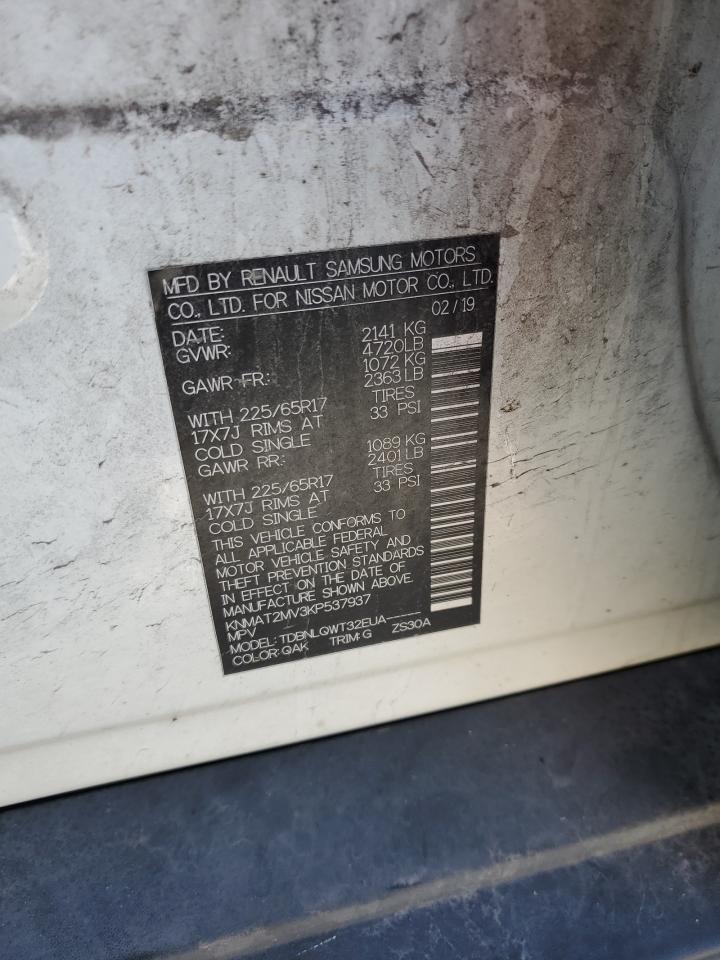 MFD BY RENAULT SAMSUNG MOTORS
CO., LTD. FOR NISSAN MOTOR CO., LTD.
DATE: 02/19
GVWR: 2141 KG
4720LB
GAWR FR: 1072 KG
2363 LB
WITH 225/65R17 TIRES
17X7J RIMS AT 33 PSI
COLD SINGLE
GAWR RR: 1089 KG
2401 LB
WITH 225/65R17 TIRES
17X7J RIMS AT 33 PSI
COLD SINGLE
THIS VEHICLE CONFORMS TO
ALL APPLICABLE FEDERAL
MOTOR VEHICLE SAFETY AND
THEFT PREVENTION STANDARDS
IN EFFECT ON THE DATE OF
MANUFACTURE SHOWN ABOVE.
KNMAT2MV3KP537937
MPV
MODEL: TDBNLQWT32EUA-----
COLOR: QAK TRIM: G ZS30A